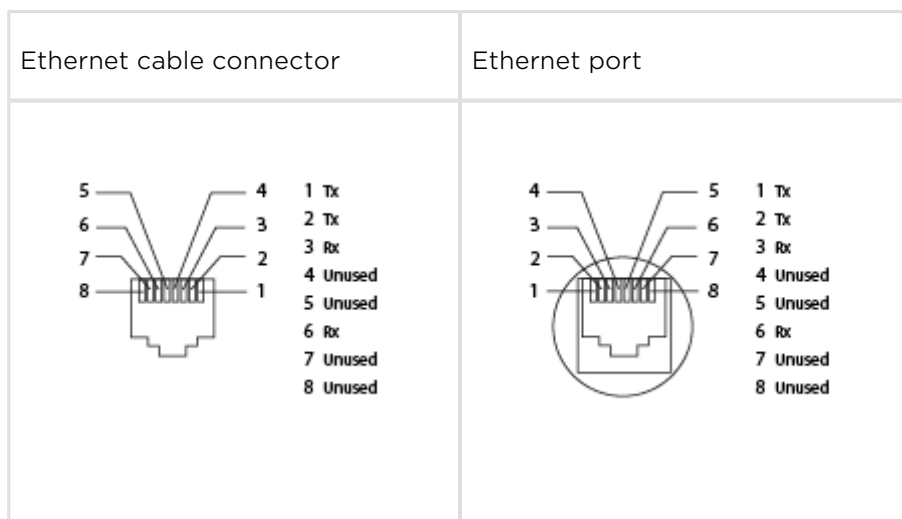 Ethernet cable connector
Ethernet port
5 4
6 3
7 2
8 1
1 Tx
2 Tx
3 Rx
4 Unused
5 Unused
6 Rx
7 Unused
8 Unused
4 5
3 6
2 7
1 8
1 Tx
2 Tx
3 Rx
4 Unused
5 Unused
6 Rx
7 Unused
8 Unused